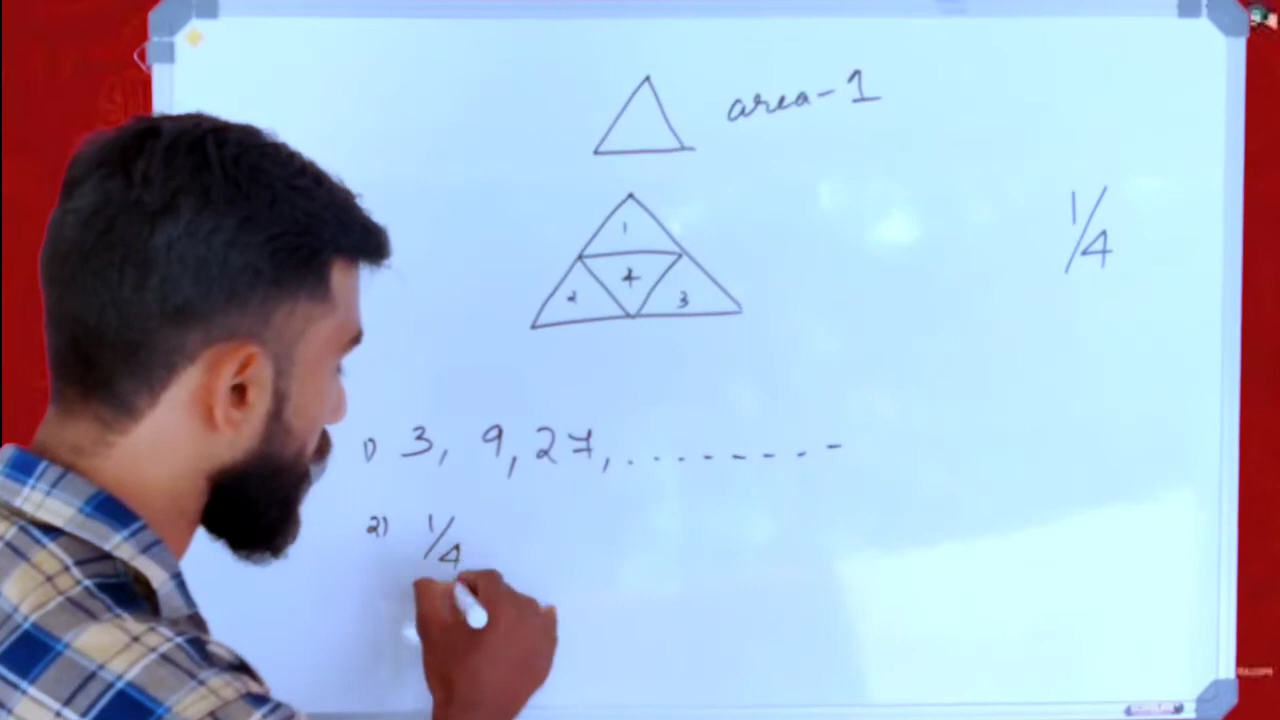 area-1
1/4
1
4
2 3
1) 3, 9, 27, . . . . . - - - . -
2) 1/4